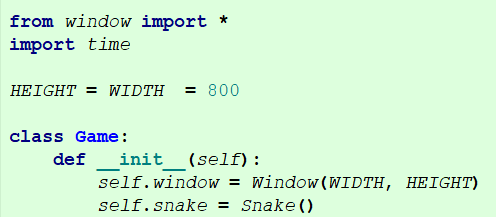 from window import *
import time
HEIGHT = WIDTH  = 800
class Game:
    def __init__(self):
        self.window = Window(WIDTH, HEIGHT)
        self.snake = Snake()